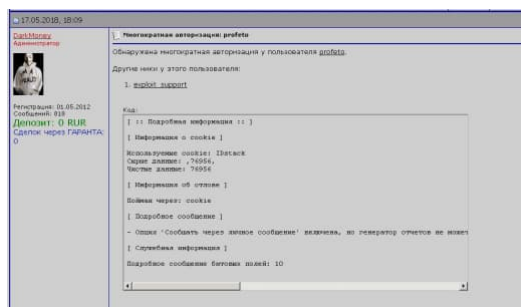 17.05.2018, 18:09
DarkMoney
Администратор
Регистрация: 01.05.2012
Сообщений: 818
Депозит: 0 RUR
Сделок через ГАРАНТА:
0
Многократная авторизация: profeto
Обнаружена многократная авторизация у пользователя profeto.
Другие ники у этого пользователя:
1. exploit_support
Код:
[ :: Подробная информация :: ]
[ Информация о cookie ]
Используемые cookie: IDstack
Сырые данные: ,76956,
Чистые данные: 76956
[ Информация об отлове ]
Пойман через: cookie
[ Подробное сообщение ]
- Опция 'Сообщать через личное сообщение' включена, но генератор отчетов не может
[ Служебная информация ]
Подробное сообщение битовых полей: 10